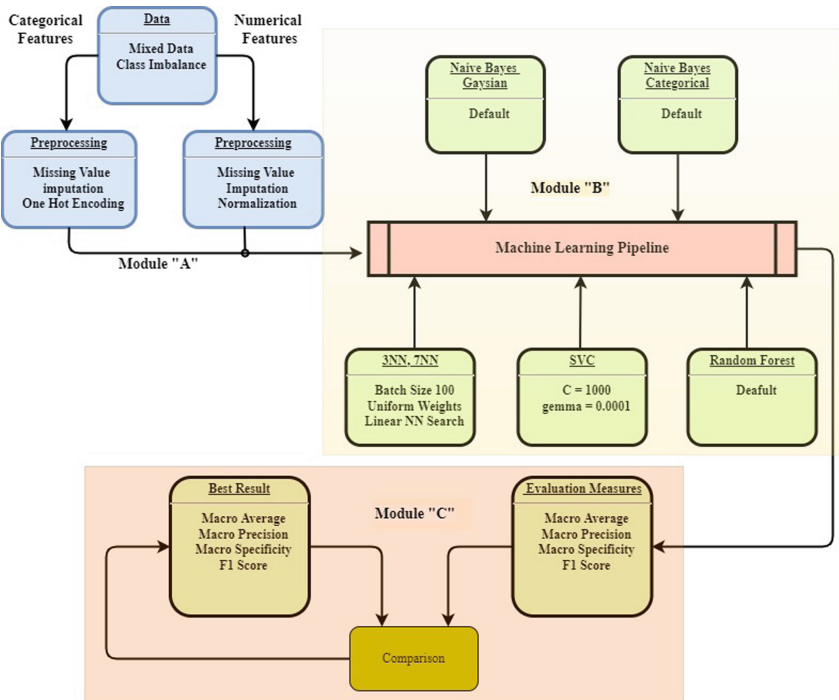 Categorical
Features
Data
Mixed Data
Class Imbalance
Numerical
Features
Preprocessing
Missing Value
imputation
One Hot Encoding
Preprocessing
Missing Value
Imputation
Normalization
Module "A"
Naive Bayes
Gaysian
Default
Naive Bayes
Categorical
Default
Module "B"
Machine Learning Pipeline
3NN, 7NN
Batch Size 100
Uniform Weights
Linear NN Search
SVC
C = 1000
gemma = 0.0001
Random Forest
Deafult
Best Result
Macro Average
Macro Precision
Macro Specificity
F1 Score
Module "C"
Evaluation Measures
Macro Average
Macro Precision
Macro Specificity
F1 Score
Comparison